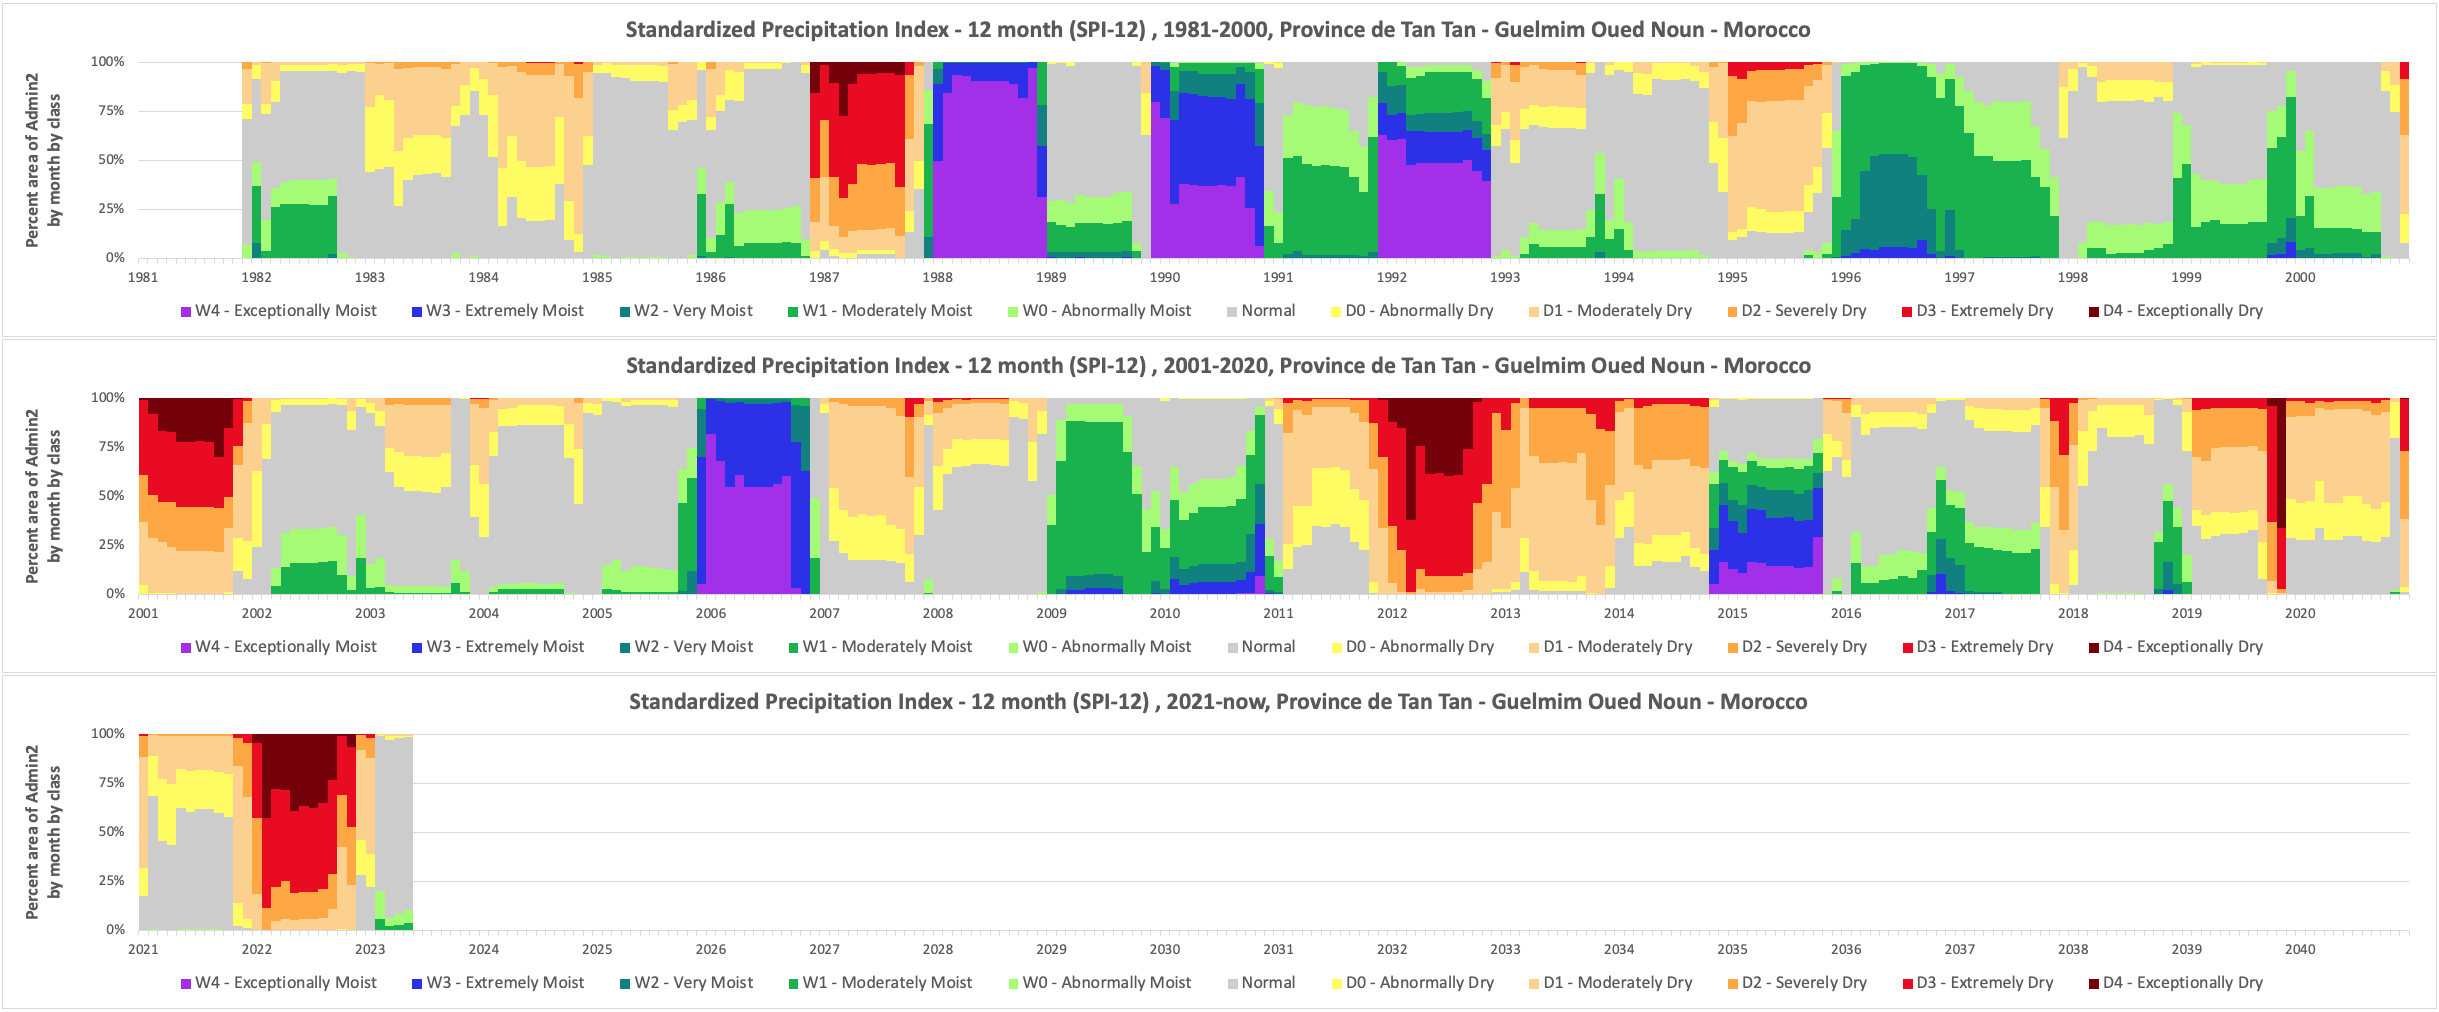 Standardized Precipitation Index - 12 month (SPI-12) , 1981-2000, Province de Tan Tan - Guelmim Oued Noun - Morocco
Percent area of Admin2
by month by class
100%
75%
50%
25%
0%
1981 1982 1983 1984 1985 1986 1987 1988 1989 1990 1991 1992 1993 1994 1995 1996 1997 1998 1999 2000
W4 - Exceptionally Moist W3 - Extremely Moist W2 - Very Moist W1 - Moderately Moist W0 - Abnormally Moist Normal D0 - Abnormally Dry D1 - Moderately Dry D2 - Severely Dry D3 - Extremely Dry D4 - Exceptionally Dry
Standardized Precipitation Index - 12 month (SPI-12) , 2001-2020, Province de Tan Tan - Guelmim Oued Noun - Morocco
Percent area of Admin2
by month by class
100%
75%
50%
25%
0%
2001 2002 2003 2004 2005 2006 2007 2008 2009 2010 2011 2012 2013 2014 2015 2016 2017 2018 2019 2020
W4 - Exceptionally Moist W3 - Extremely Moist W2 - Very Moist W1 - Moderately Moist W0 - Abnormally Moist Normal D0 - Abnormally Dry D1 - Moderately Dry D2 - Severely Dry D3 - Extremely Dry D4 - Exceptionally Dry
Standardized Precipitation Index - 12 month (SPI-12) , 2021-now, Province de Tan Tan - Guelmim Oued Noun - Morocco
Percent area of Admin2
by month by class
100%
75%
50%
25%
0%
2021 2022 2023 2024 2025 2026 2027 2028 2029 2030 2031 2032 2033 2034 2035 2036 2037 2038 2039 2040
W4 - Exceptionally Moist W3 - Extremely Moist W2 - Very Moist W1 - Moderately Moist W0 - Abnormally Moist Normal D0 - Abnormally Dry D1 - Moderately Dry D2 - Severely Dry D3 - Extremely Dry D4 - Exceptionally Dry